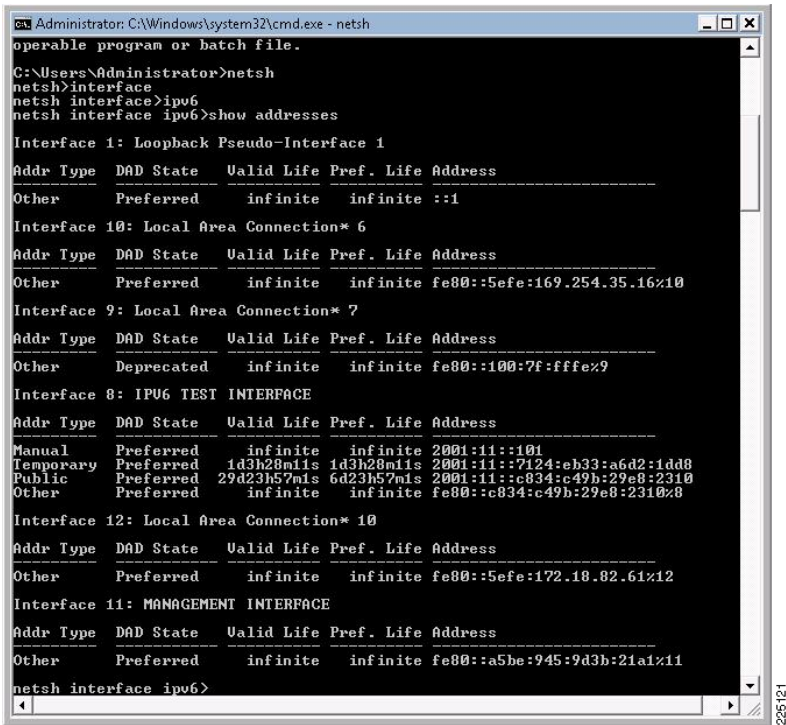 Administrator: C:\Windows\system32\cmd.exe - netsh
operable program or batch file.
C:\Users\Administrator>netsh
netsh>interface
netsh interface>ipv6
netsh interface ipv6>show addresses
Interface 1: Loopback Pseudo-Interface 1
Addr Type  DAD State   Valid Life Pref. Life Address
Other      Preferred     infinite   infinite ::1
Interface 10: Local Area Connection* 6
Addr Type  DAD State   Valid Life Pref. Life Address
Other      Preferred     infinite   infinite fe80::5efe:169.254.35.16%10
Interface 9: Local Area Connection* 7
Addr Type  DAD State   Valid Life Pref. Life Address
Other      Deprecated    infinite   infinite fe80::100:7f:fffe%9
Interface 8: IPV6 TEST INTERFACE
Addr Type  DAD State   Valid Life Pref. Life Address
Manual     Preferred     infinite   infinite 2001:11::101
Temporary  Preferred    1d3h28m11s 1d3h28m11s 2001:11::7124:eb33:a6d2:1dd8
Public     Preferred   29d23h57m1s 6d23h57m1s 2001:11::c834:c49b:29e8:2310
Other      Preferred     infinite   infinite fe80::c834:c49b:29e8:2310%8
Interface 12: Local Area Connection* 10
Addr Type  DAD State   Valid Life Pref. Life Address
Other      Preferred     infinite   infinite fe80::5efe:172.18.82.61%12
Interface 11: MANAGEMENT INTERFACE
Addr Type  DAD State   Valid Life Pref. Life Address
Other      Preferred     infinite   infinite fe80::a5be:945:9d3b:21a1%11
netsh interface ipv6>
225121